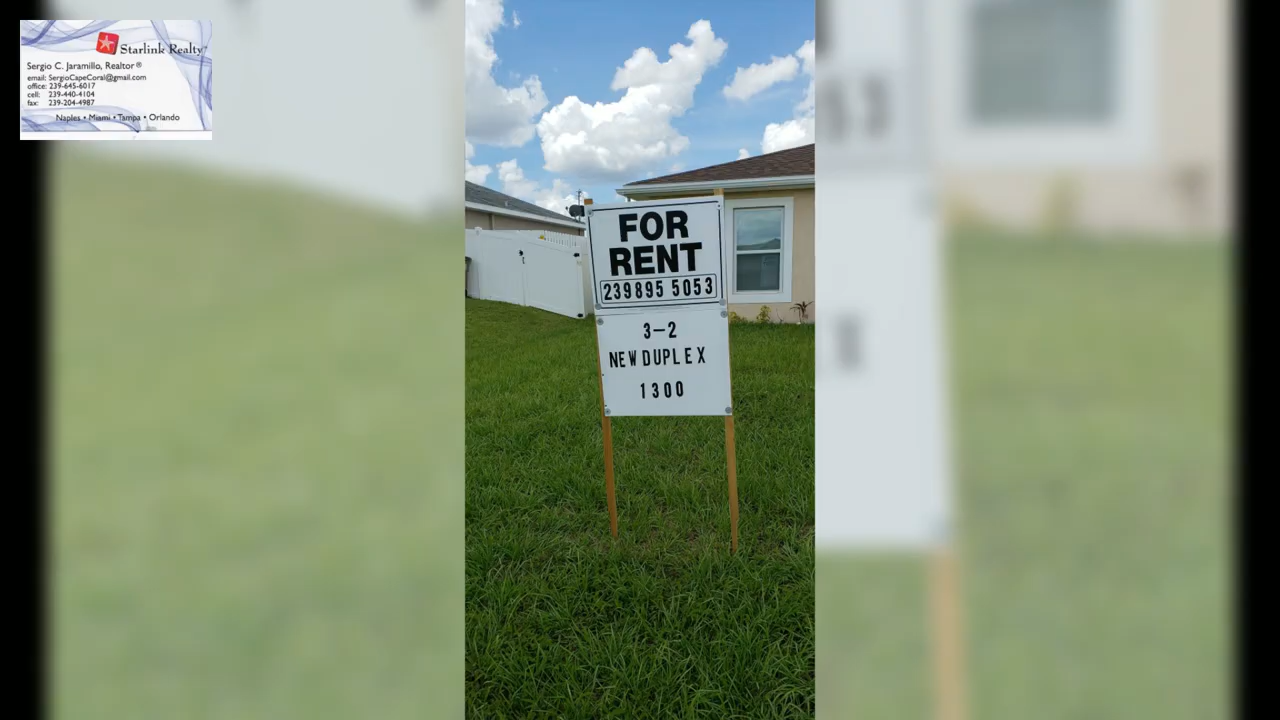 Starlink Realty
Sergio C. Jaramillo, Realtor ®
email: SergioCapeCoral@gmail.com
office: 239-645-6017
cell: 239-440-4104
fax: 239-204-4987
Naples • Miami • Tampa • Orlando
FOR
RENT
239895 5053
3-2
NEW DUPLEX
1300